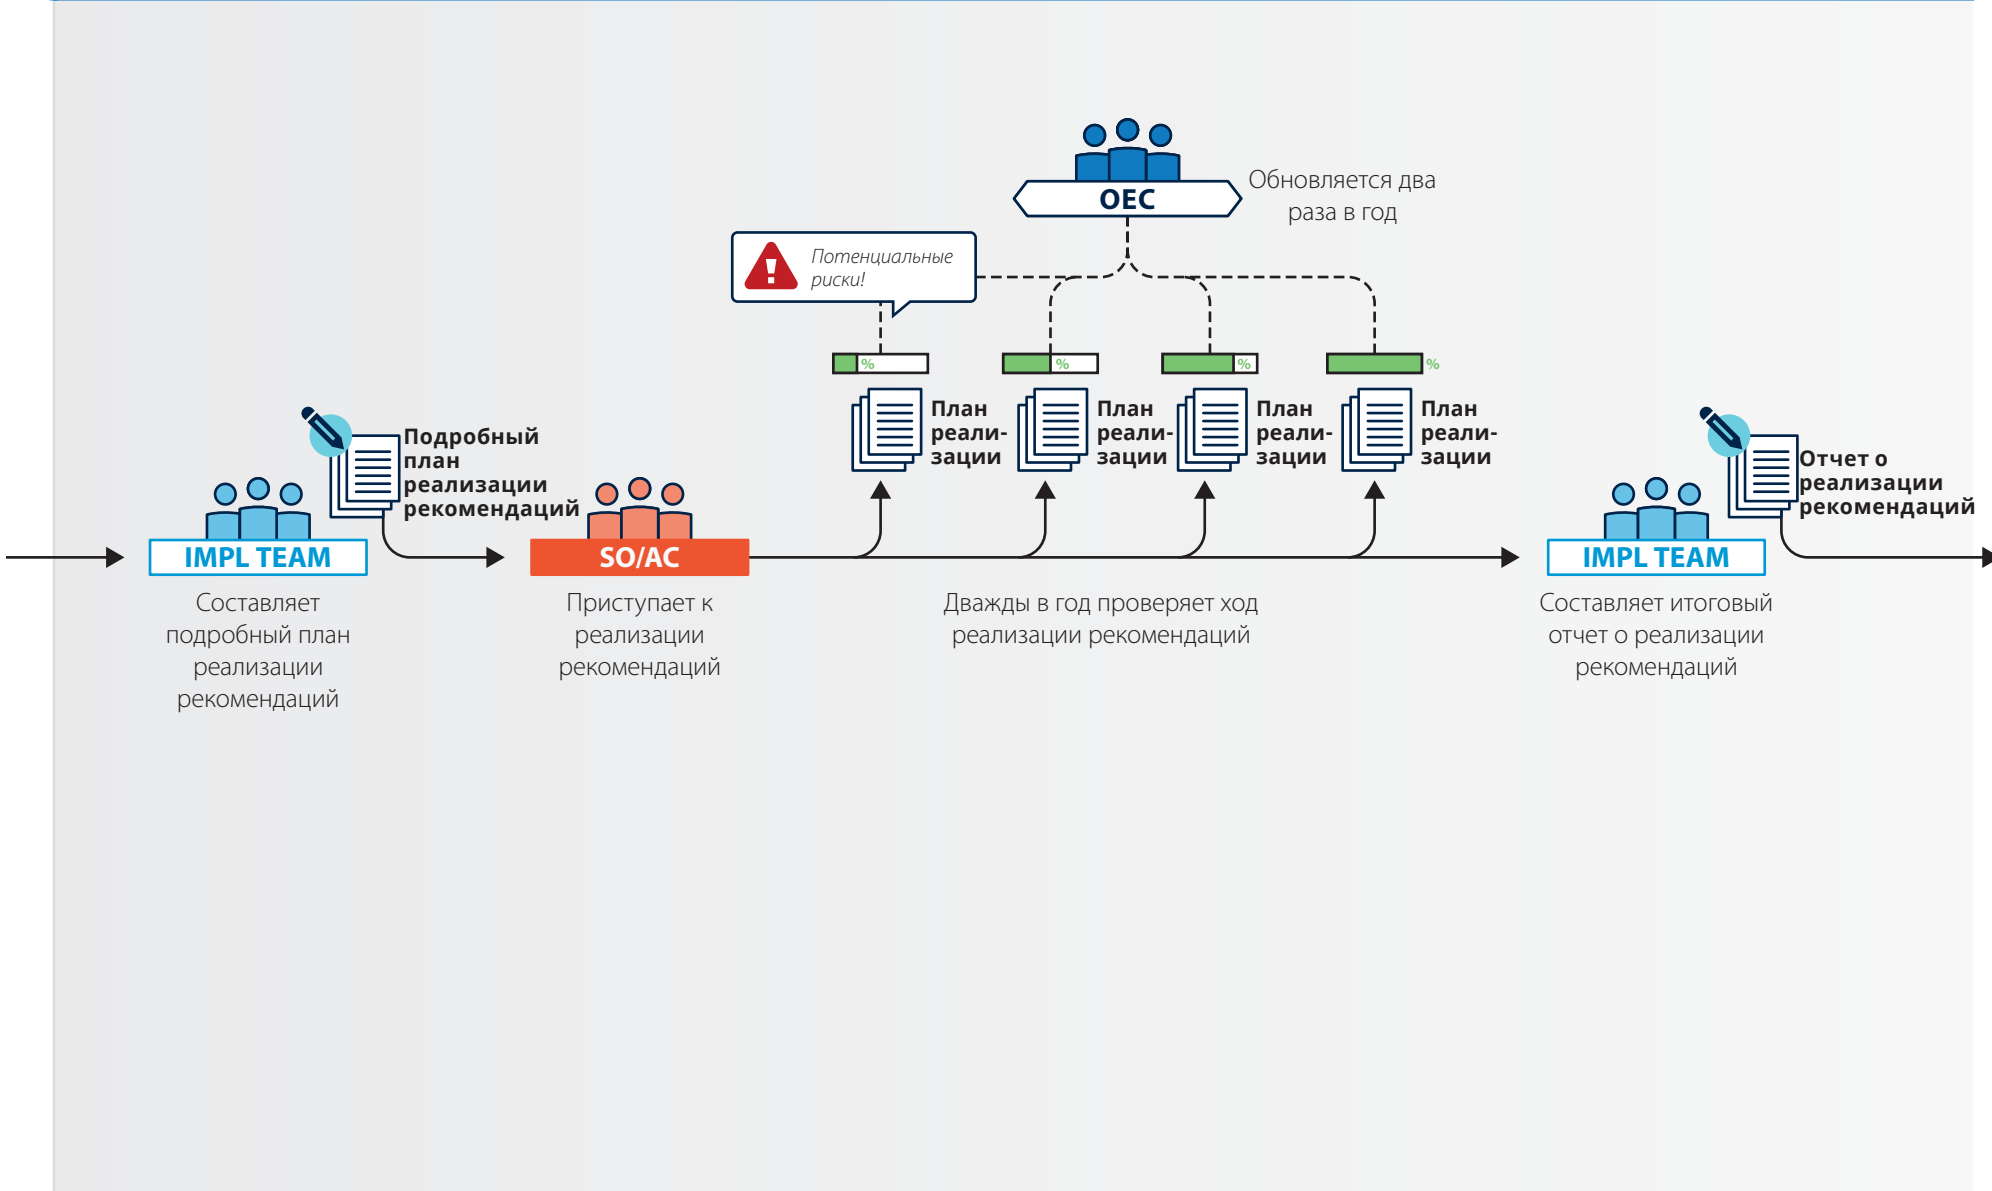 OEC
Обновляется два
раза в год
Потенциальные
риски!
%
%
%
%
План
реали-
зации
План
реали-
зации
План
реали-
зации
План
реали-
зации
Подробный
план
реализации
рекомендаций
Отчет о
реализации
рекомендаций
IMPL TEAM
SO/AC
IMPL TEAM
Составляет
подробный план
реализации
рекомендаций
Приступает к
реализации
рекомендаций
Дважды в год проверяет ход
реализации рекомендаций
Составляет итоговый
отчет о реализации
рекомендаций